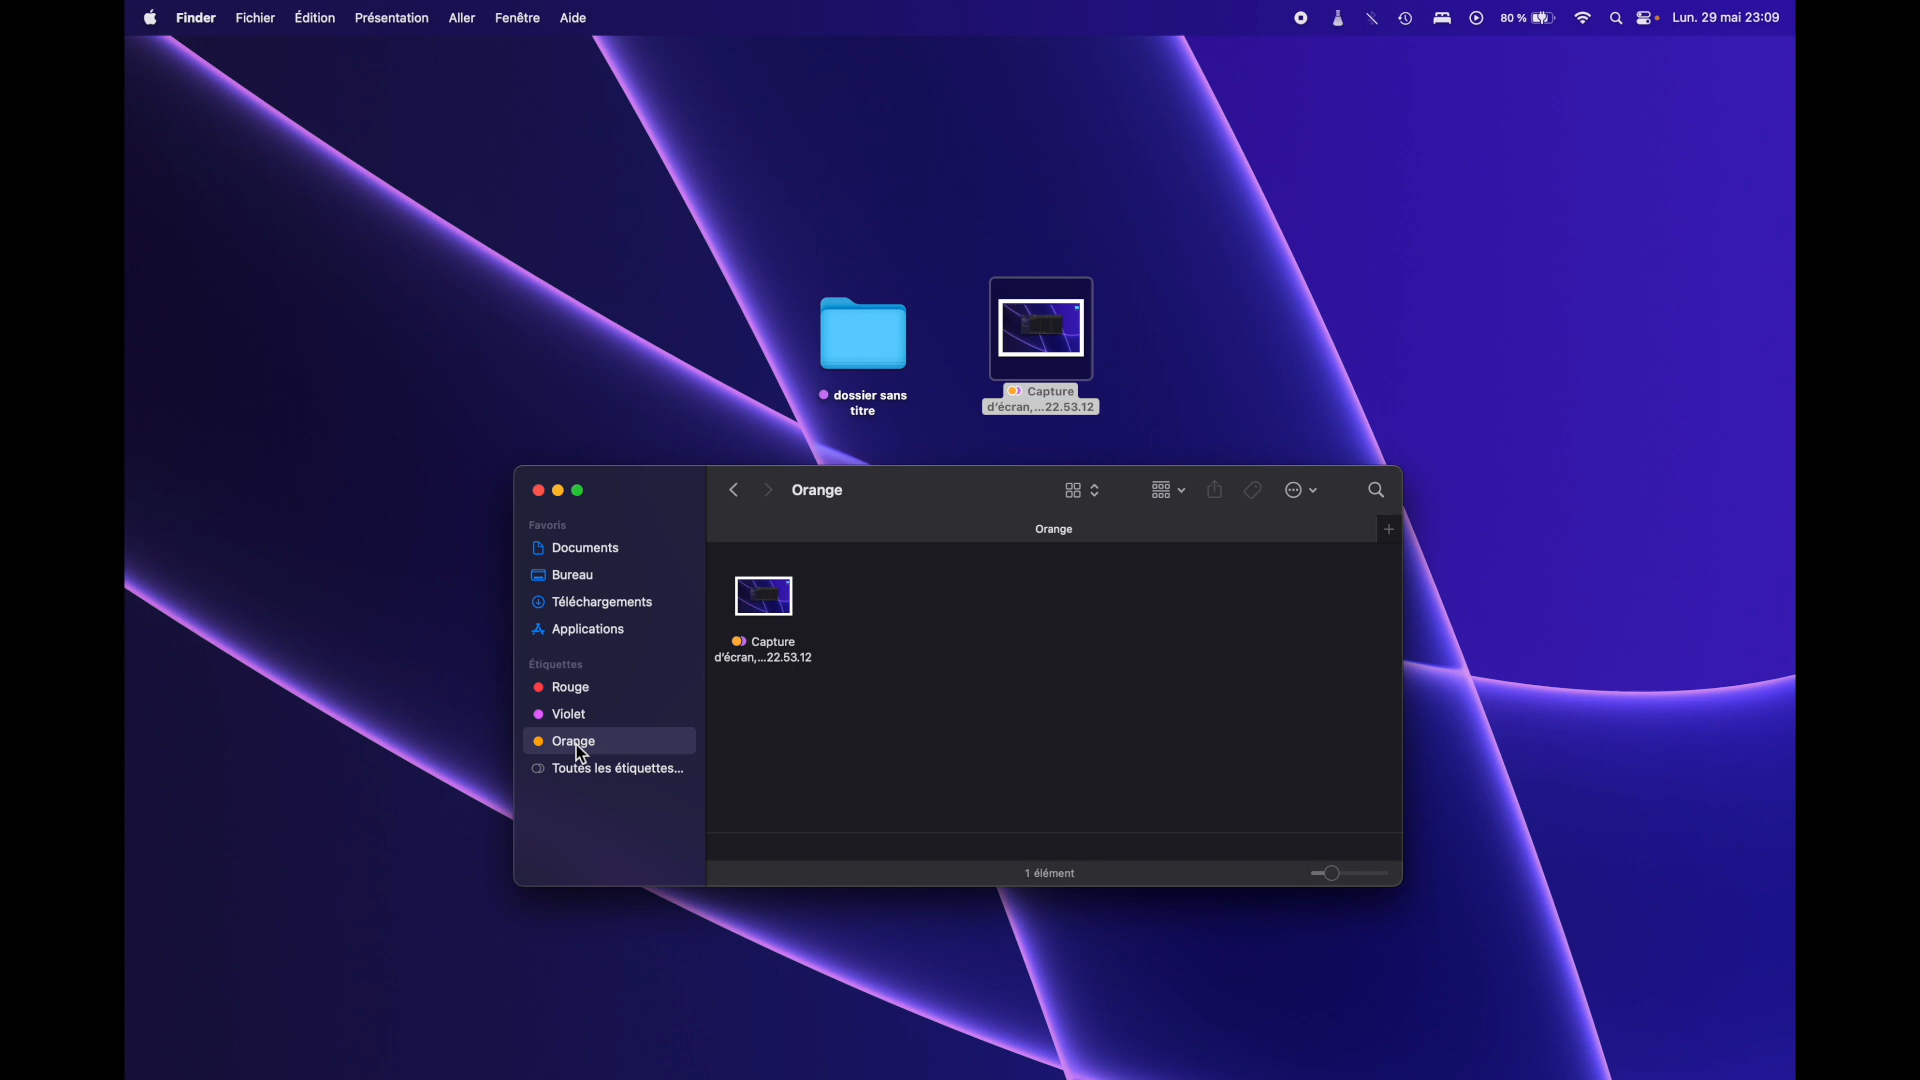 Finder Fichier Édition Présentation Aller Fenêtre Aide 80 % Lun. 29 mai 23:09
dossier sans
titre
Capture
d'écran,...22.53.12
Orange
Orange
Favoris
Documents
Bureau
Téléchargements
Applications
Étiquettes
Rouge
Violet
Orange
Toutes les étiquettes...
Capture
d'écran,...22.53.12
1 élément